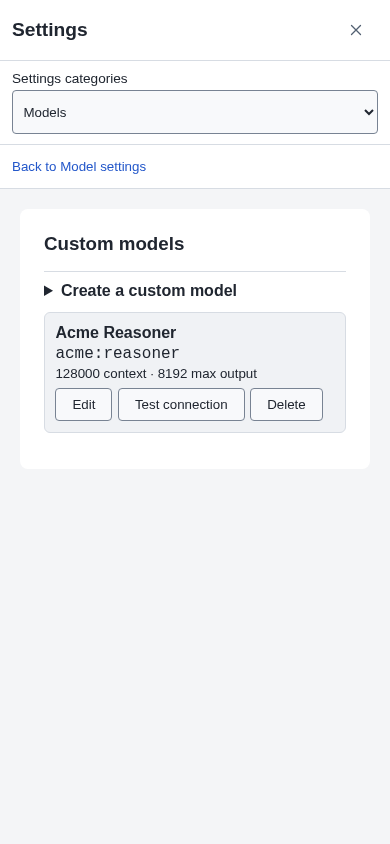 Settings
Settings categories
Models
Back to Model settings
Custom models
Create a custom model
Acme Reasoner
acme:reasoner
128000 context · 8192 max output
Edit
Test connection
Delete